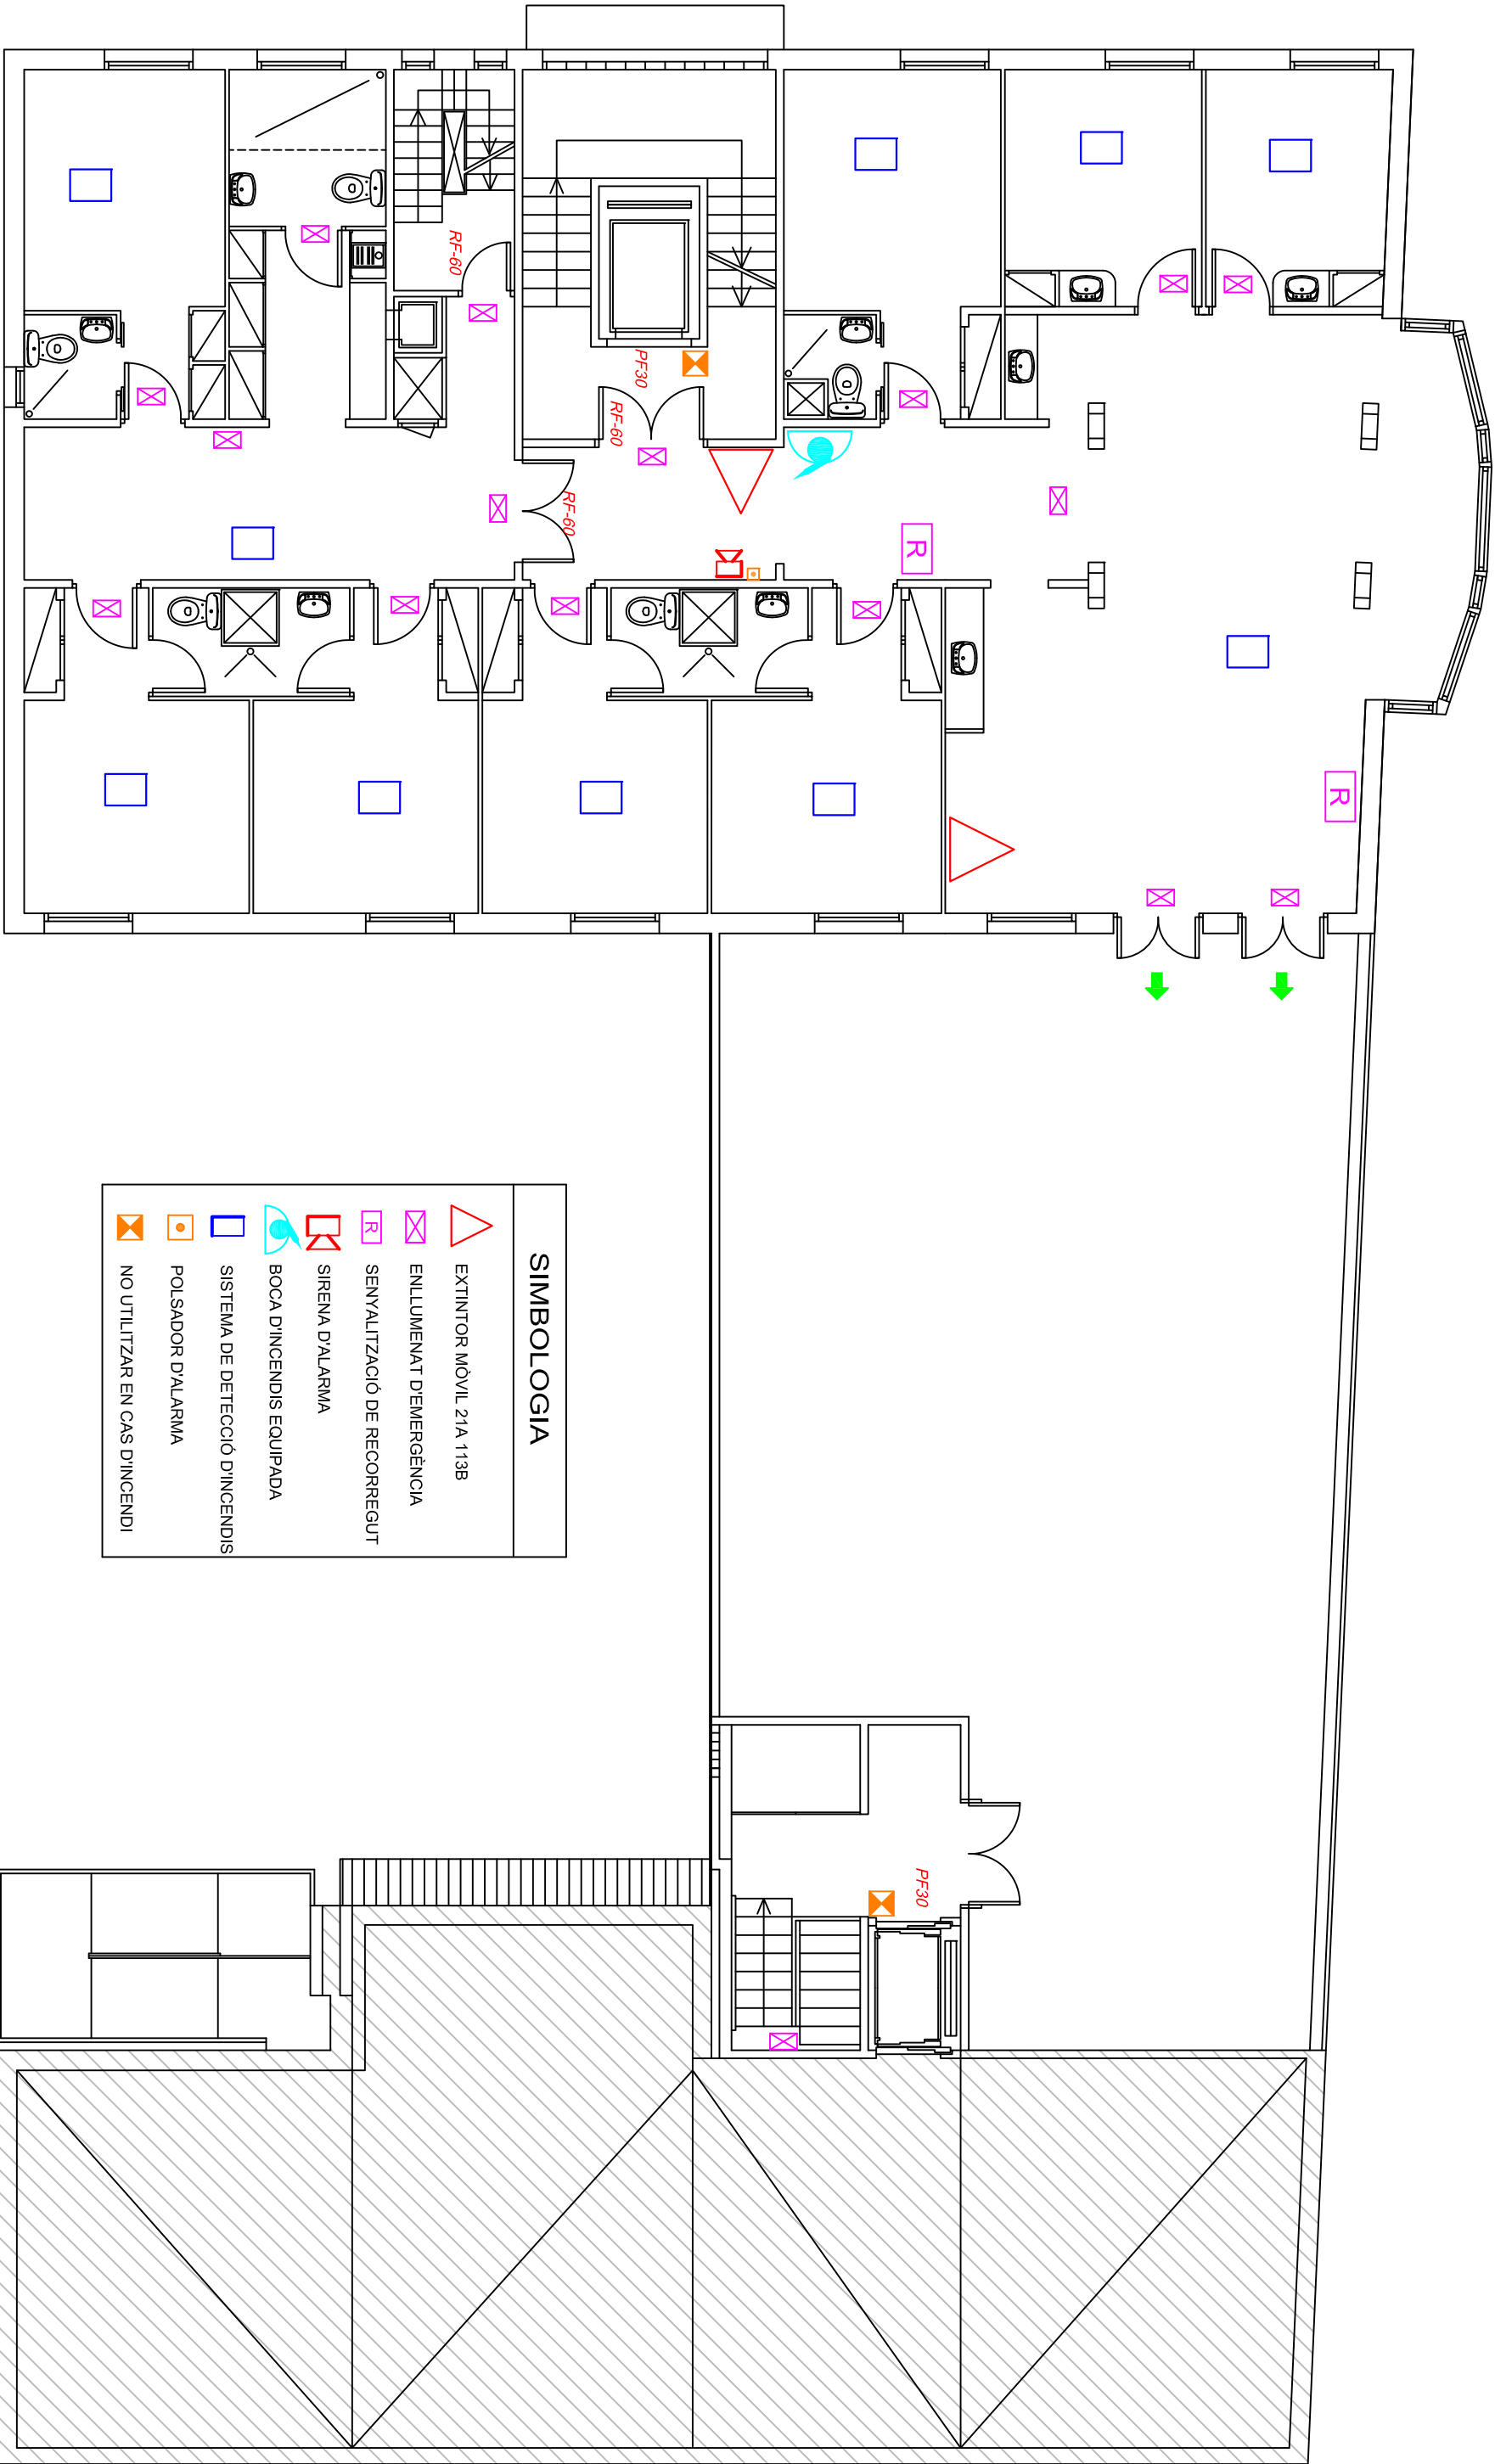 RF-60
PF30
RF-60
RF-60
R
R
SIMBOLOGIA
EXTINTOR MÒVIL 21A 113B
ENLLUMENAT D'EMERGÈNCIA
R SENYALITZACIÓ DE RECORREGUT
SIRENA D'ALARMA
BOCA D'INCENDIS EQUIPADA
SISTEMA DE DETECCIÓ D'INCENDIS
POLSADOR D'ALARMA
NO UTILITZAR EN CAS D'INCENDI
PF30